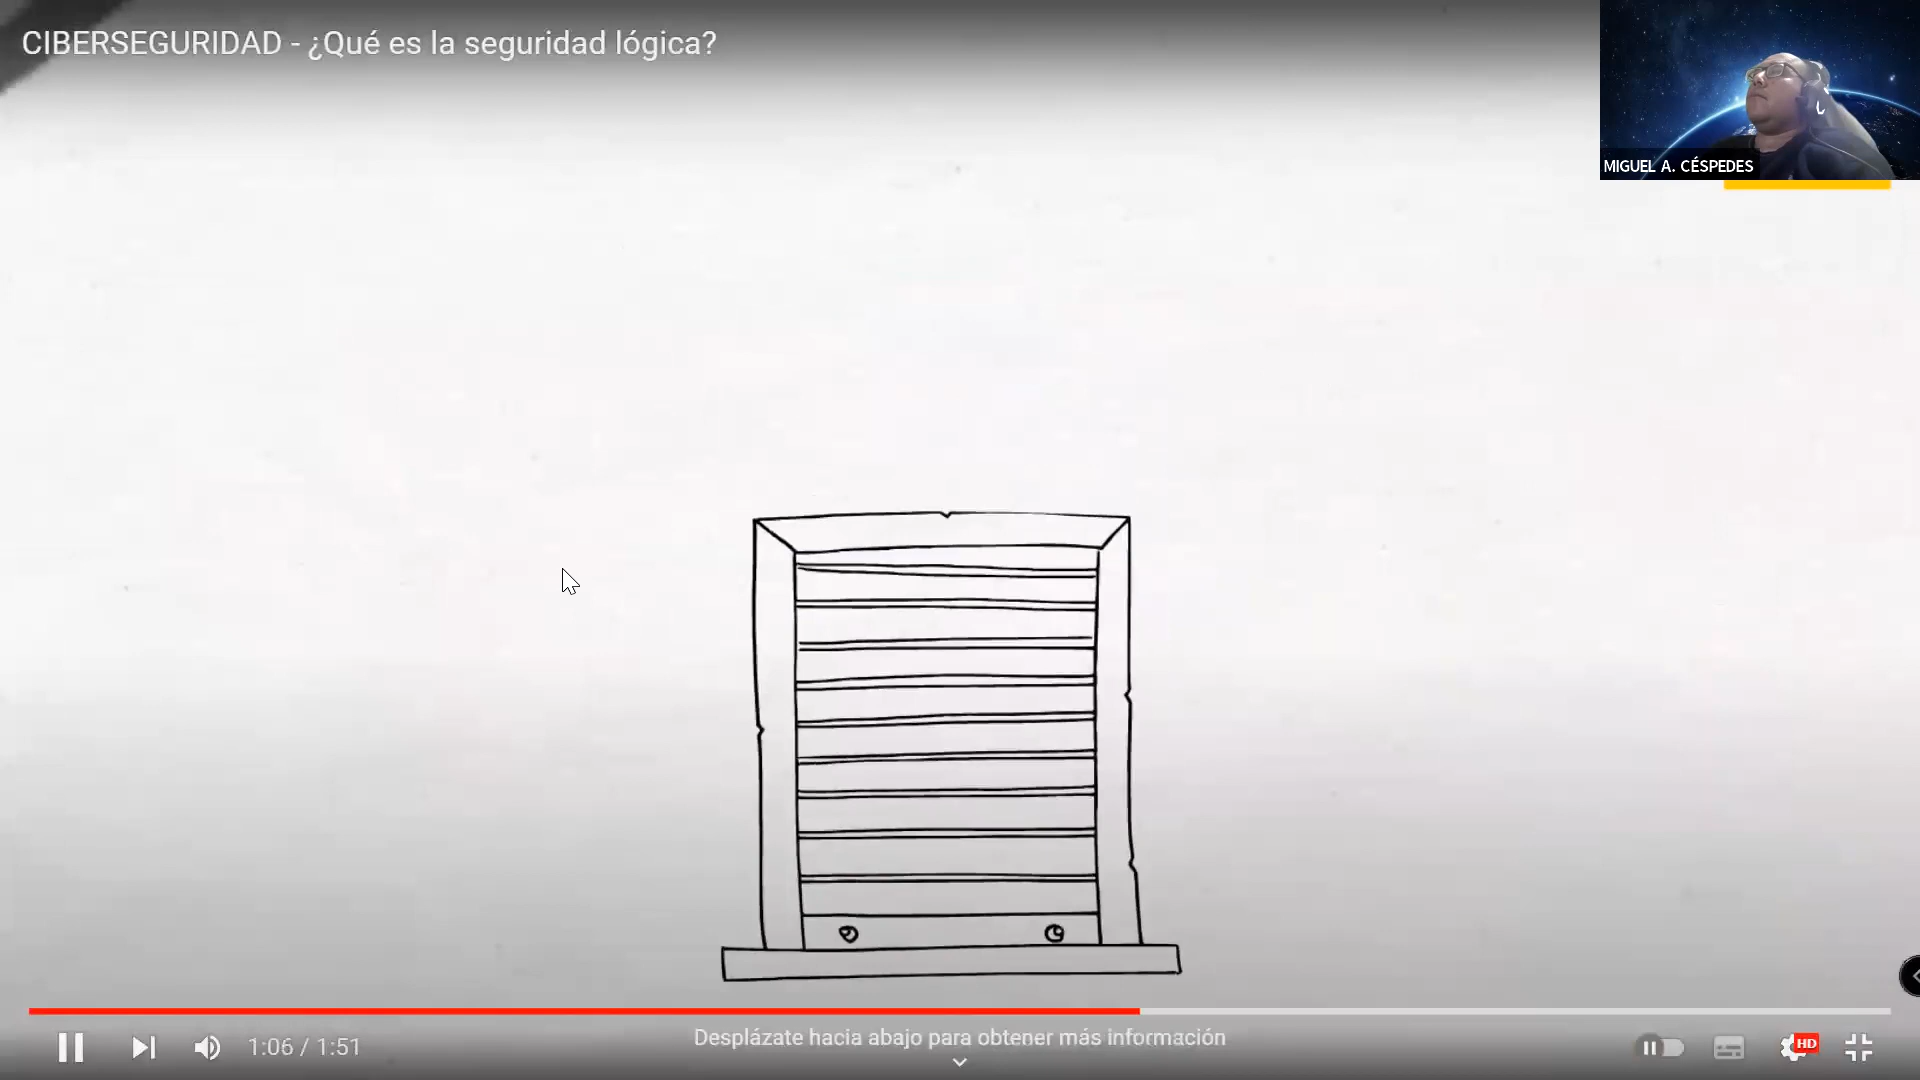 CIBERSEGURIDAD - ¿Qué es la seguridad lógica?
MIGUEL A. CÉSPEDES
1:06 / 1:51
Desplázate hacia abajo para obtener más información
HD